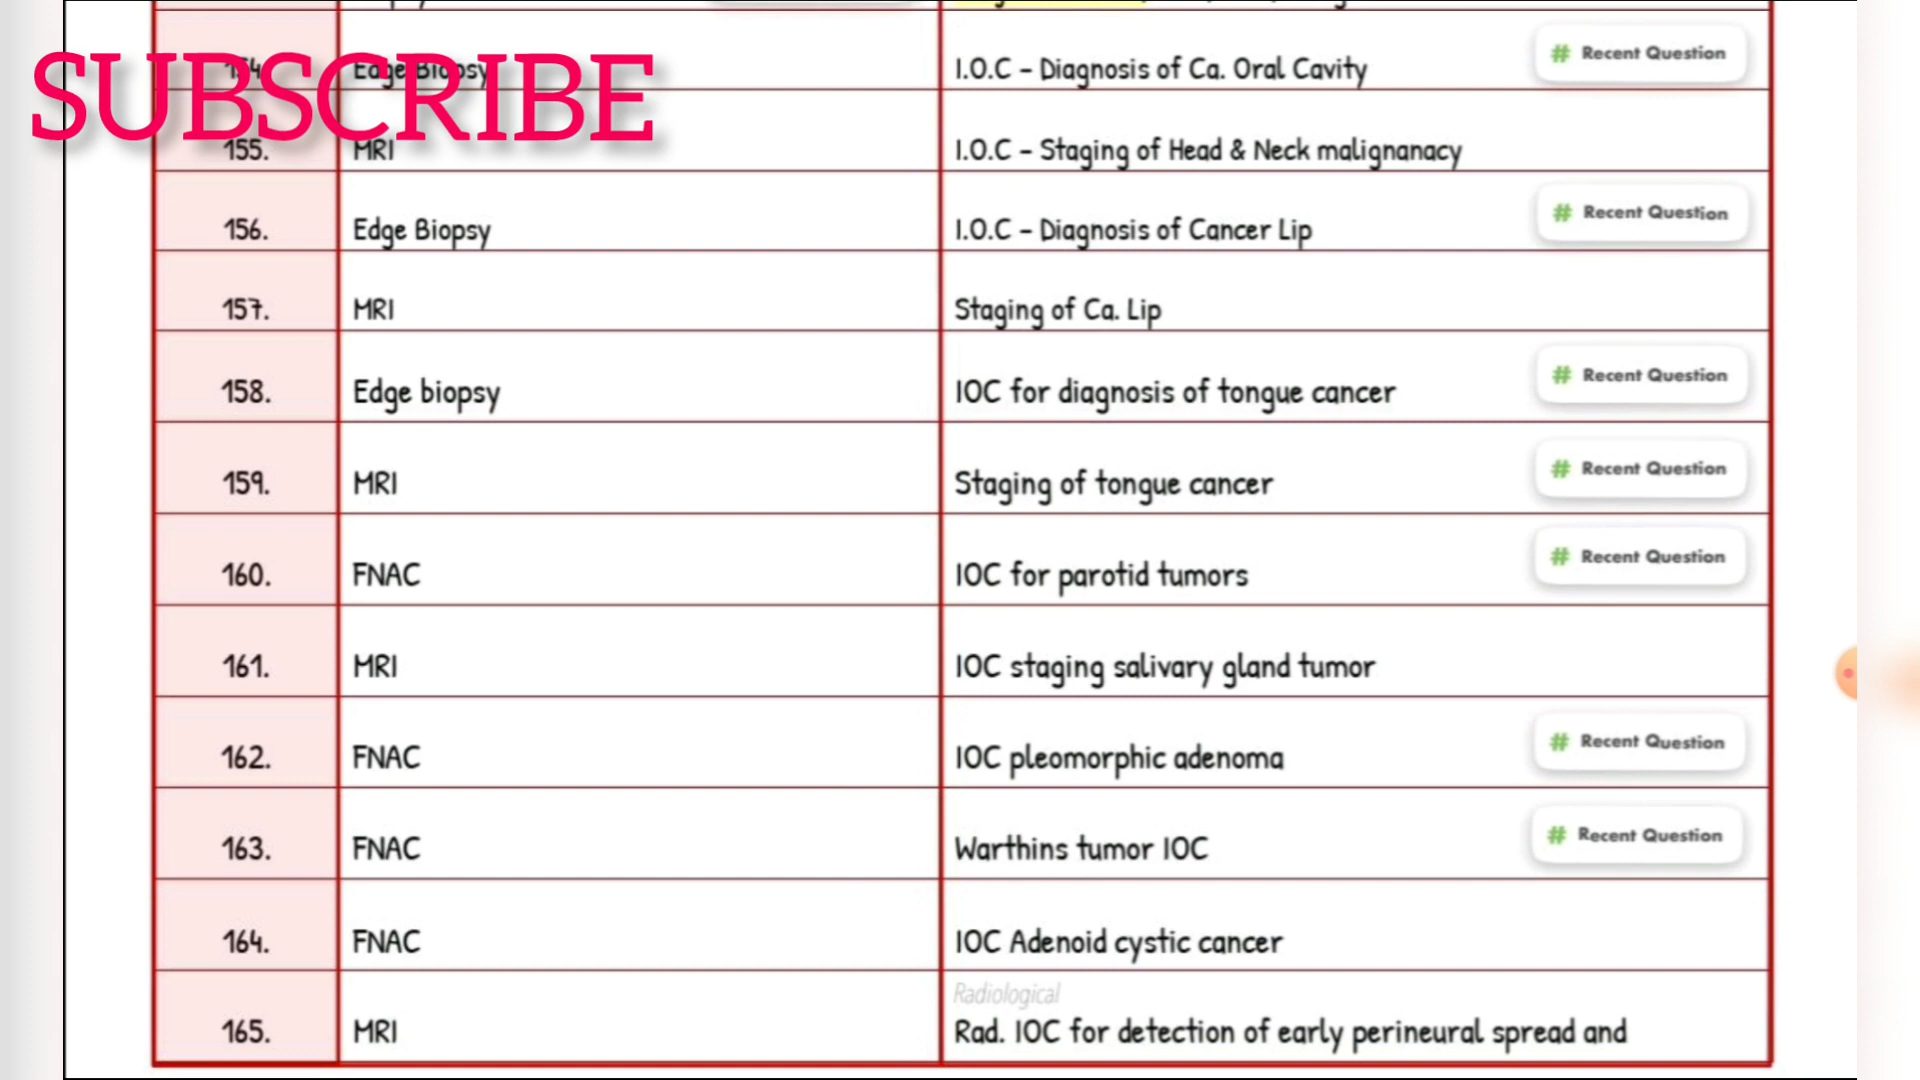 SUBSCRIBE
154. Edge Biopsy I.O.C - Diagnosis of Ca. Oral Cavity # Recent Question
155. MRI I.O.C - Staging of Head & Neck malignanacy
156. Edge Biopsy I.O.C - Diagnosis of Cancer Lip # Recent Question
157. MRI Staging of Ca. Lip
158. Edge biopsy IOC for diagnosis of tongue cancer # Recent Question
159. MRI Staging of tongue cancer # Recent Question
160. FNAC IOC for parotid tumors # Recent Question
161. MRI IOC staging salivary gland tumor
162. FNAC IOC pleomorphic adenoma # Recent Question
163. FNAC Warthins tumor IOC # Recent Question
164. FNAC IOC Adenoid cystic cancer
Radiological
165. MRI Rad. IOC for detection of early perineural spread and